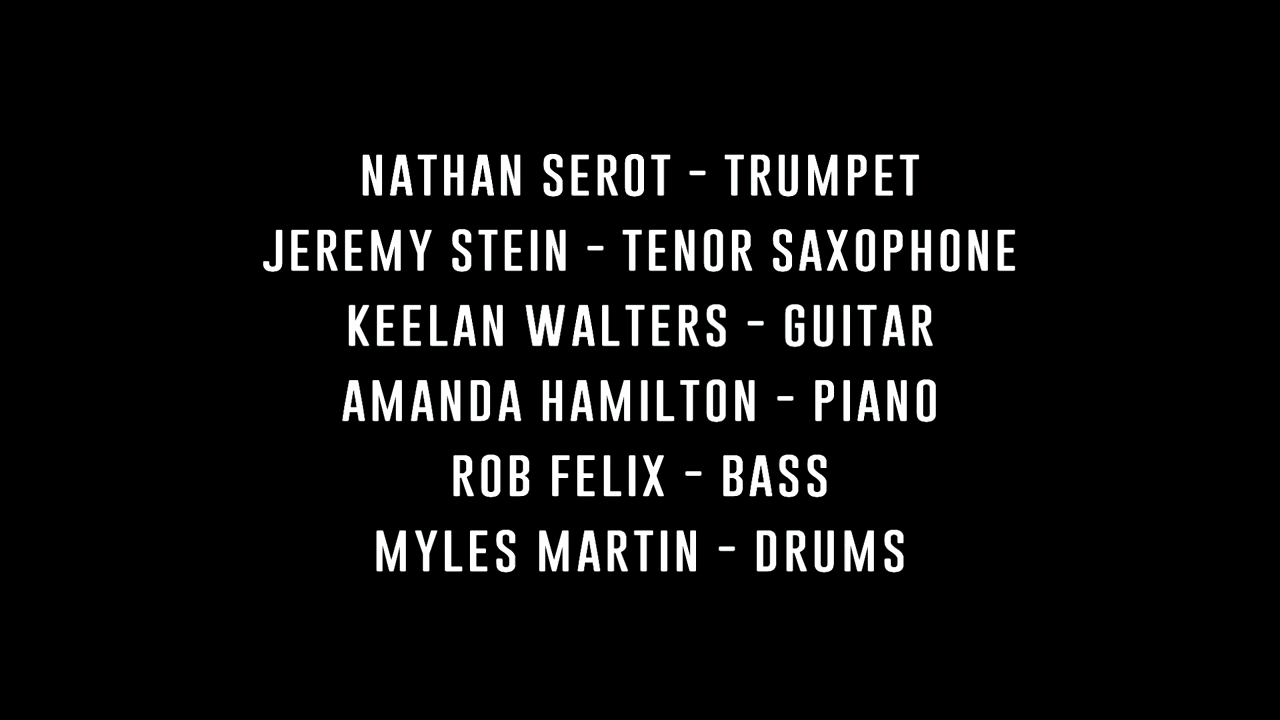 NATHAN SEROT - TRUMPET
JEREMY STEIN - TENOR SAXOPHONE
KEELAN WALTERS - GUITAR
AMANDA HAMILTON - PIANO
ROB FELIX - BASS
MYLES MARTIN - DRUMS